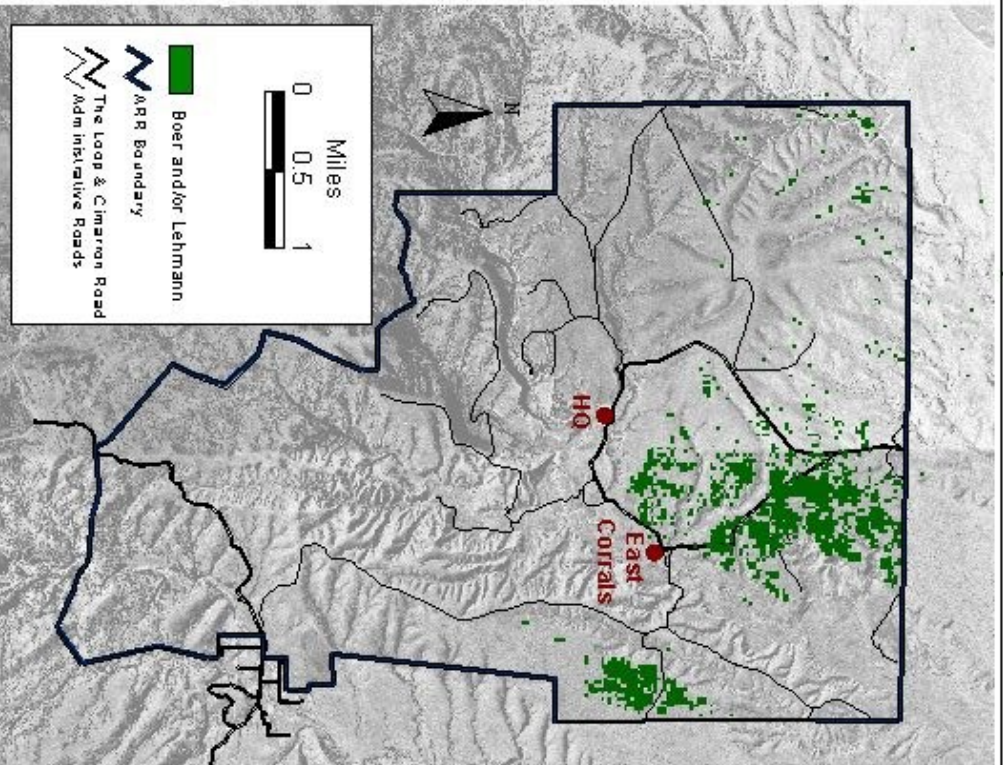 N
Miles
0 0.5 1
Boer and/or Lehmann
ARR Boundary
The Loop & Cimarron Road
Administrative Roads
HQ
East
Corrals